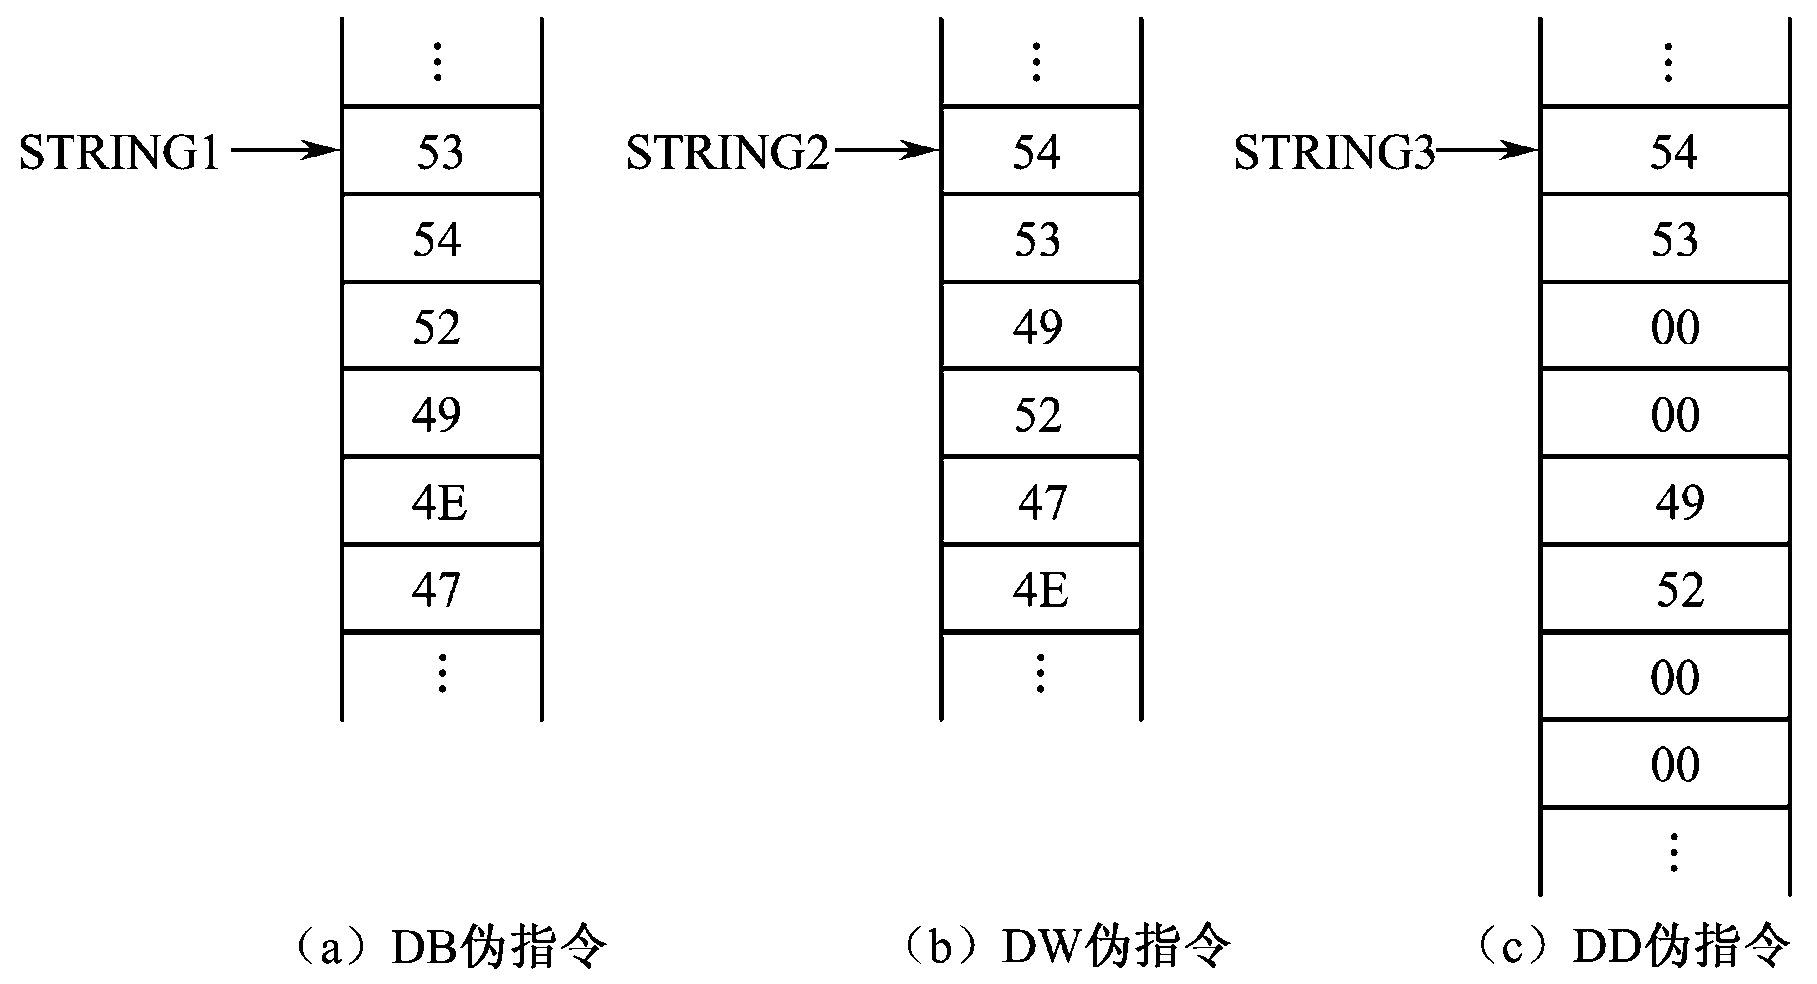 ⋮ ⋮ ⋮
STRING1 53 STRING2 54 STRING3 54
54 53 53
52 49 00
49 52 00
4E 47 49
47 4E 52
⋮ ⋮ 00
00
⋮
（a）DB伪指令 （b）DW伪指令 （c）DD伪指令